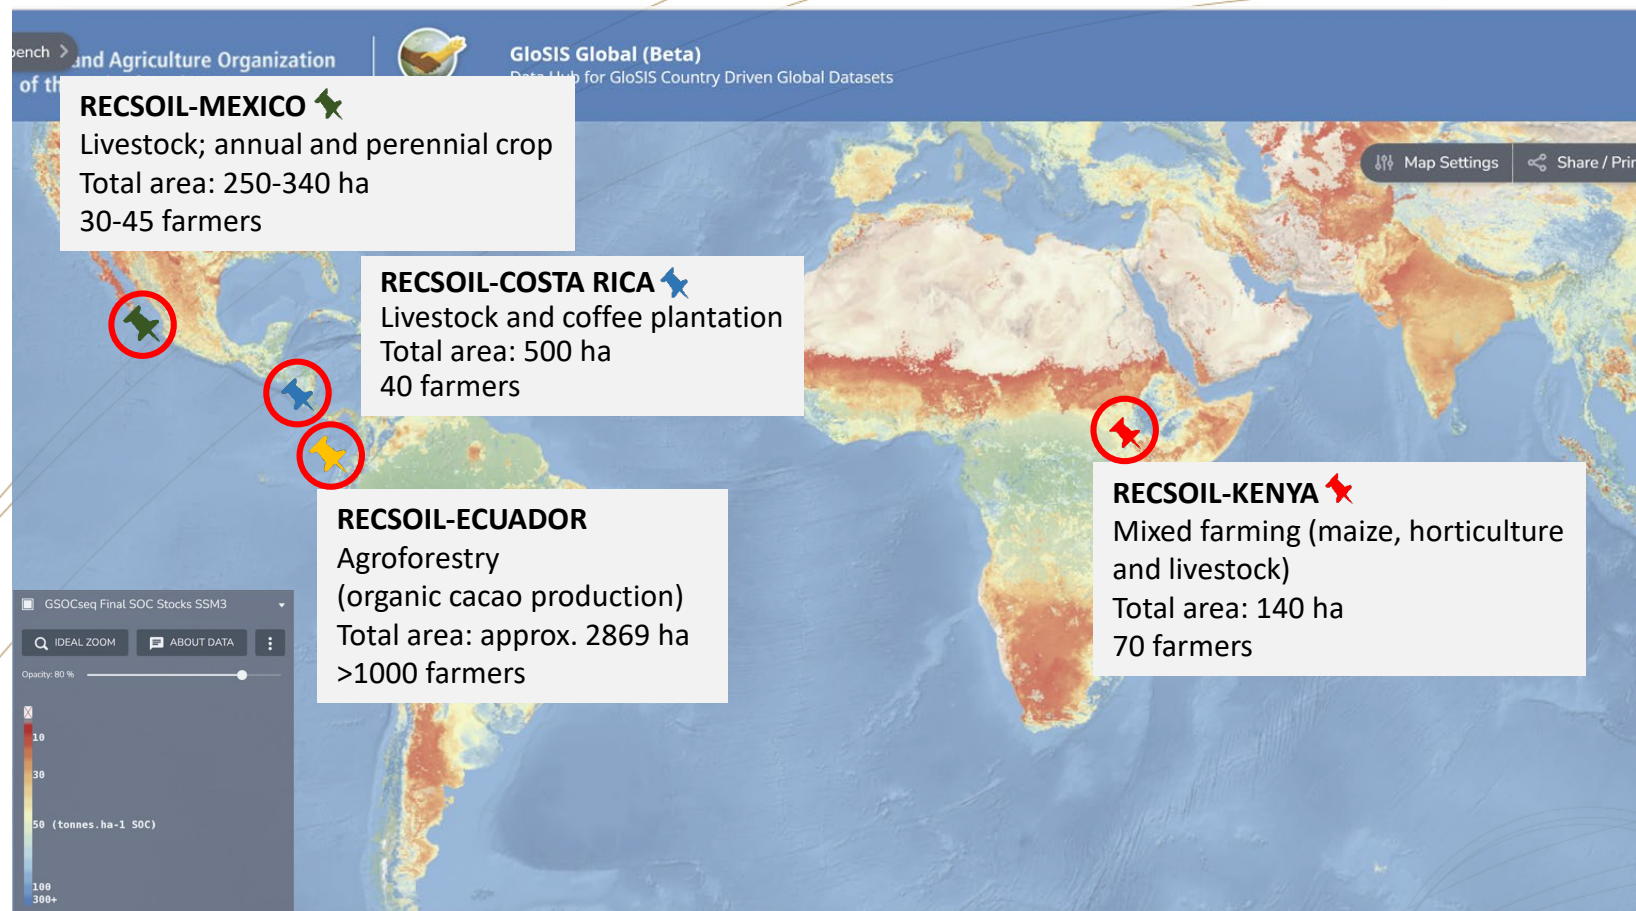 bench >
and Agriculture Organization
of th
GloSIS Global (Beta)
Data Hub for GloSIS Country Driven Global Datasets
RECSOIL-MEXICO
Livestock; annual and perennial crop
Total area: 250-340 ha
30-45 farmers
Map Settings
Share / Prin
RECSOIL-COSTA RICA
Livestock and coffee plantation
Total area: 500 ha
40 farmers
RECSOIL-KENYA
Mixed farming (maize, horticulture
and livestock)
Total area: 140 ha
70 farmers
RECSOIL-ECUADOR
Agroforestry
(organic cacao production)
Total area: approx. 2869 ha
>1000 farmers
GSOCseq Final SOC Stocks SSM3
IDEAL ZOOM
ABOUT DATA
Opacity: 80 %
X
10
30
50 (tonnes.ha-1 SOC)
100
300+